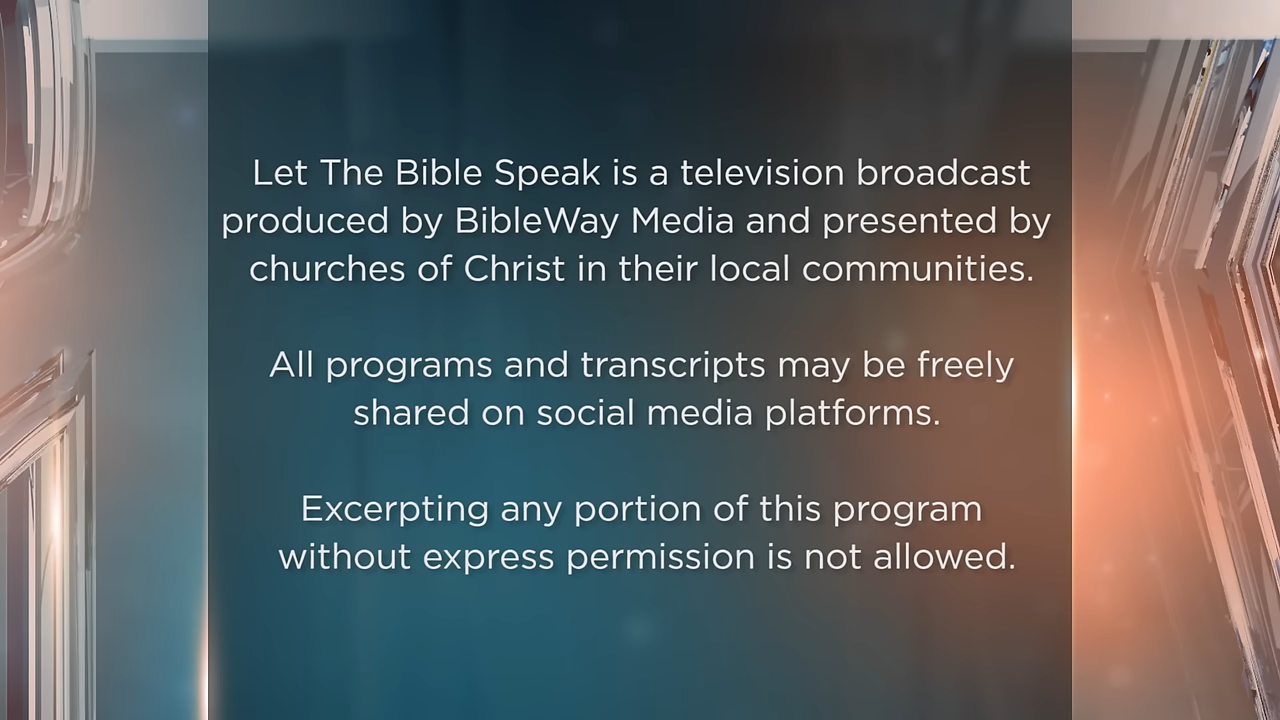 Let The Bible Speak is a television broadcast
produced by BibleWay Media and presented by
churches of Christ in their local communities.
All programs and transcripts may be freely
shared on social media platforms.
Excerpting any portion of this program
without express permission is not allowed.